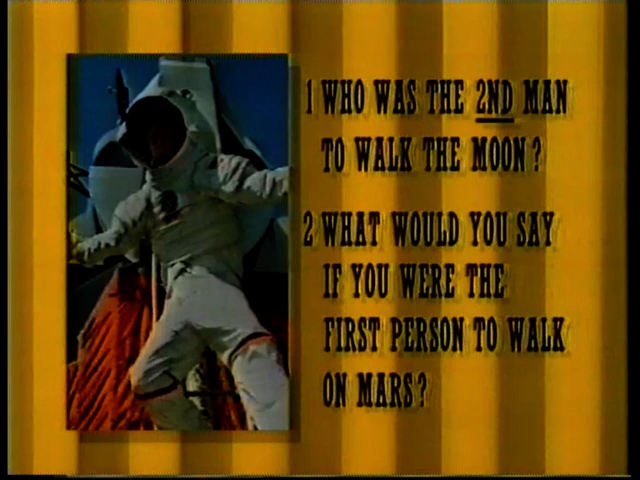 1 WHO WAS THE 2ND MAN
TO WALK THE MOON?
2 WHAT WOULD YOU SAY
IF YOU WERE THE
FIRST PERSON TO WALK
ON MARS?